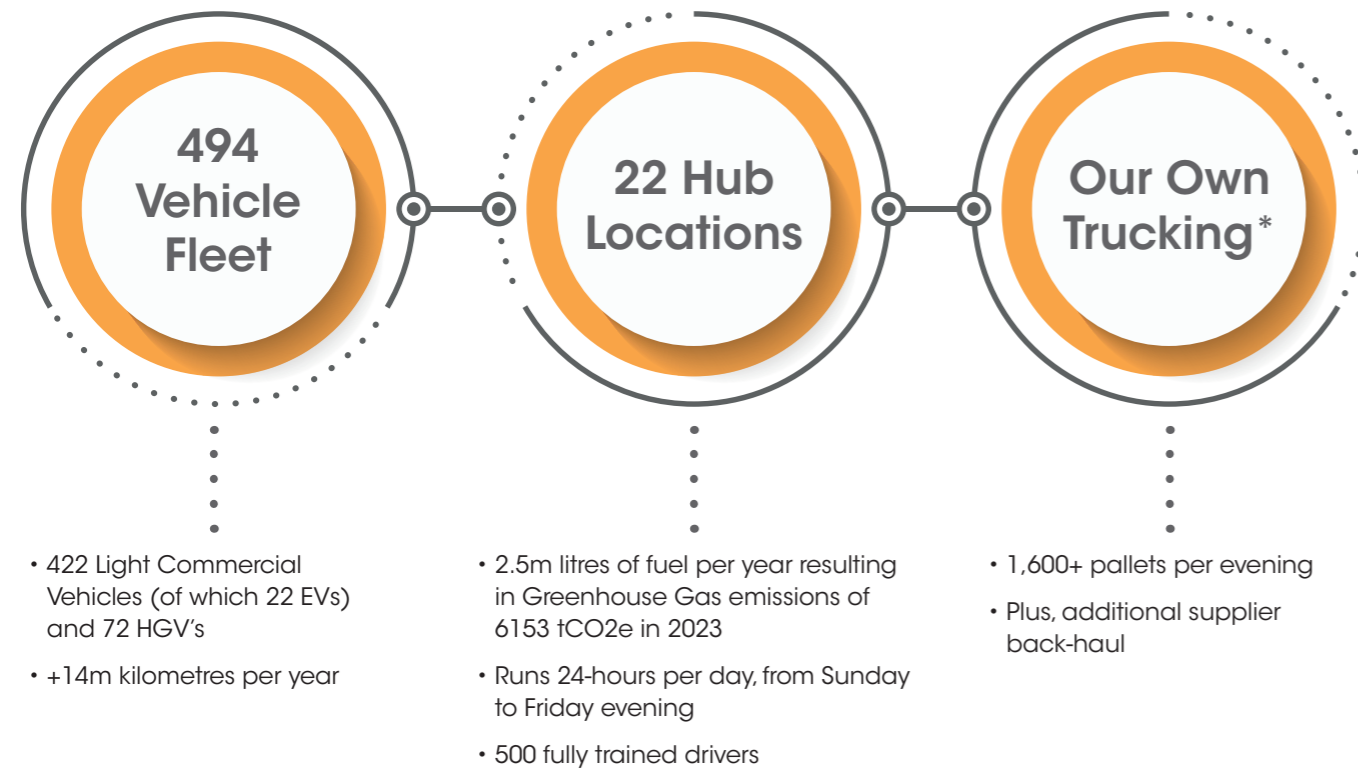 494
Vehicle
Fleet
22 Hub
Locations
Our Own
Trucking*
• 422 Light Commercial
Vehicles (of which 22 EVs)
and 72 HGV’s
• +14m kilometres per year
• 2.5m litres of fuel per year resulting
in Greenhouse Gas emissions of
6153 tCO2e in 2023
• Runs 24-hours per day, from Sunday
to Friday evening
• 500 fully trained drivers
• 1,600+ pallets per evening
• Plus, additional supplier
back-haul